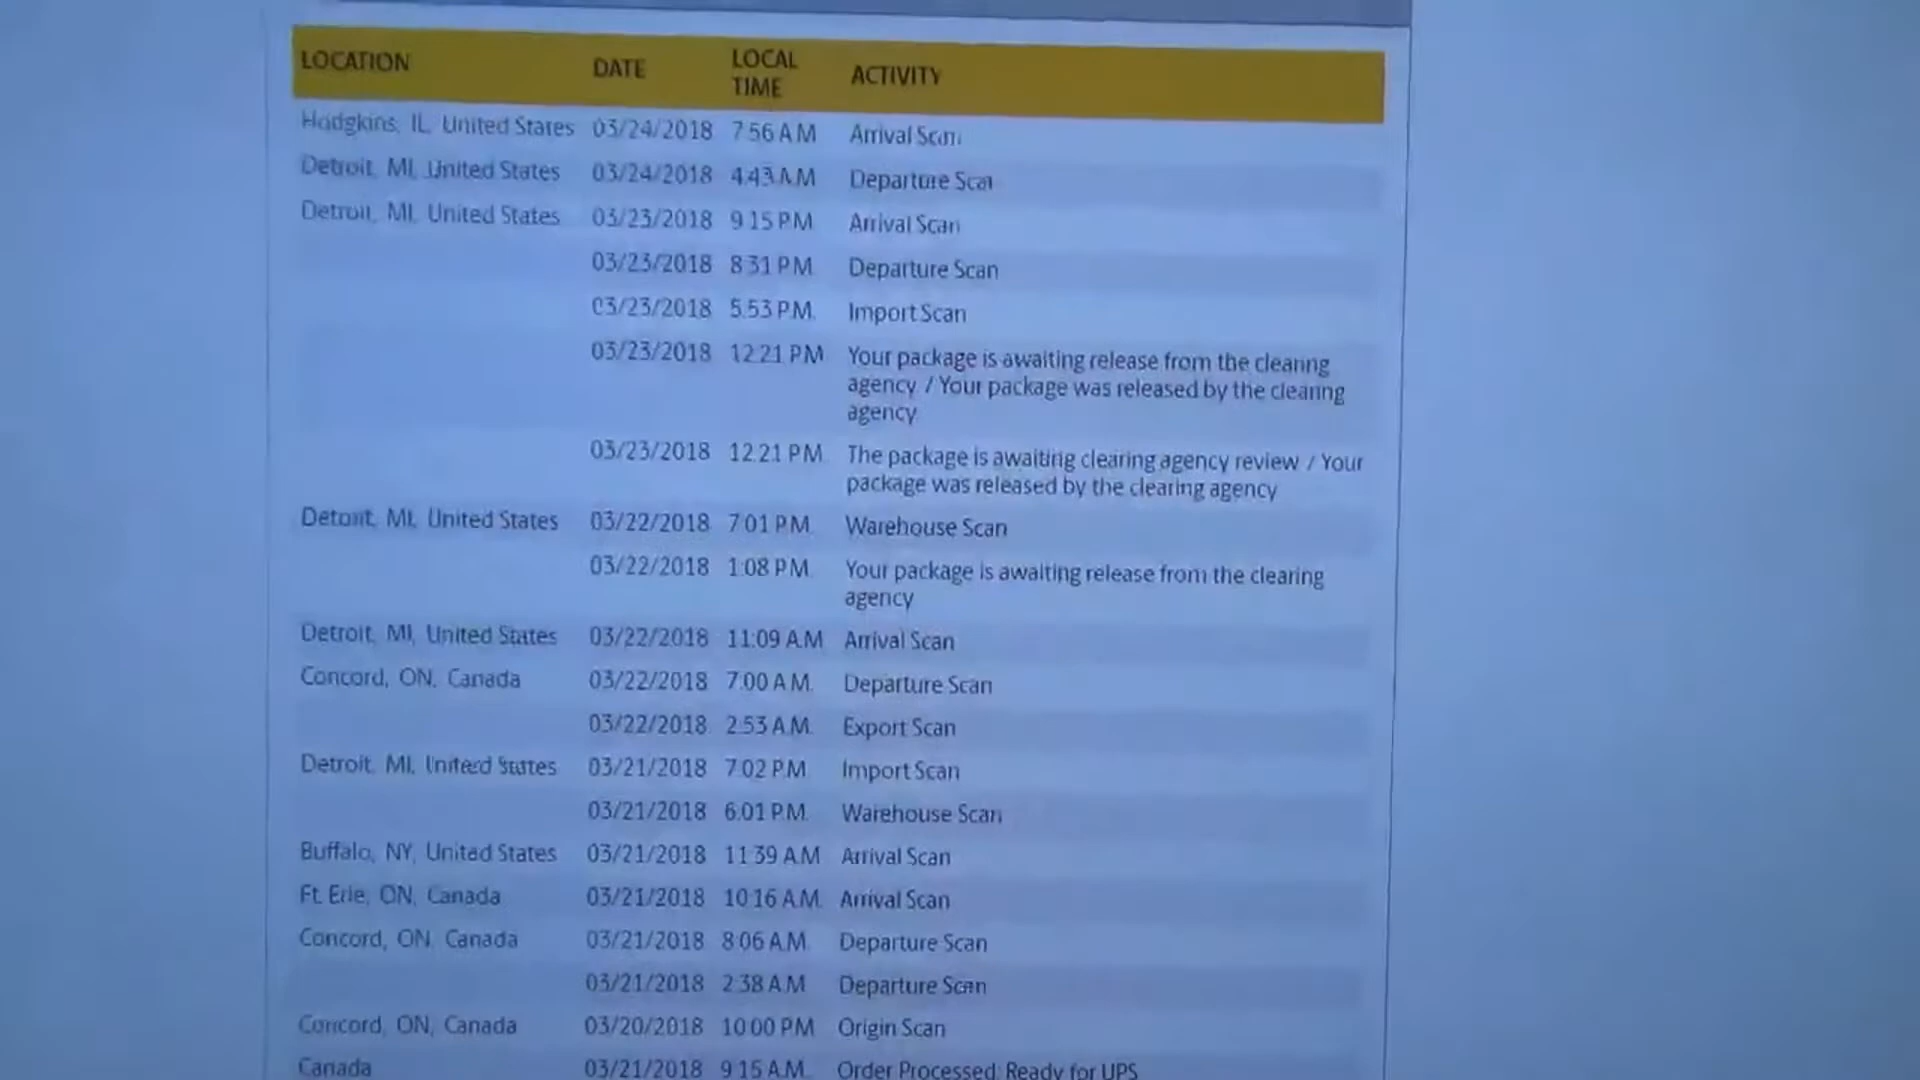 LOCATION DATE LOCAL TIME ACTIVITY
Hodgkins, IL, United States 03/24/2018 7:56 A.M. Arrival Scan
Detroit, MI, United States 03/24/2018 4:43 A.M. Departure Scan
Detroit, MI, United States 03/23/2018 9:15 P.M. Arrival Scan
03/23/2018 8:31 P.M. Departure Scan
03/23/2018 5:53 P.M. Import Scan
03/23/2018 12:21 P.M. Your package is awaiting release from the clearing
agency. / Your package was released by the clearing
agency.
03/23/2018 12:21 P.M. The package is awaiting clearing agency review. / Your
package was released by the clearing agency.
Detroit, MI, United States 03/22/2018 7:01 P.M. Warehouse Scan
03/22/2018 1:08 P.M. Your package is awaiting release from the clearing
agency.
Detroit, MI, United States 03/22/2018 11:09 A.M. Arrival Scan
Concord, ON, Canada 03/22/2018 7:00 A.M. Departure Scan
03/22/2018 2:53 A.M. Export Scan
Detroit, MI, United States 03/21/2018 7:02 P.M. Import Scan
03/21/2018 6:01 P.M. Warehouse Scan
Buffalo, NY, United States 03/21/2018 11:39 A.M. Arrival Scan
Ft. Erie, ON, Canada 03/21/2018 10:16 A.M. Arrival Scan
Concord, ON, Canada 03/21/2018 8:06 A.M. Departure Scan
03/21/2018 2:38 A.M. Departure Scan
Concord, ON, Canada 03/20/2018 10:00 P.M. Origin Scan
Canada 03/21/2018 9:15 A.M. Order Processed: Ready for UPS